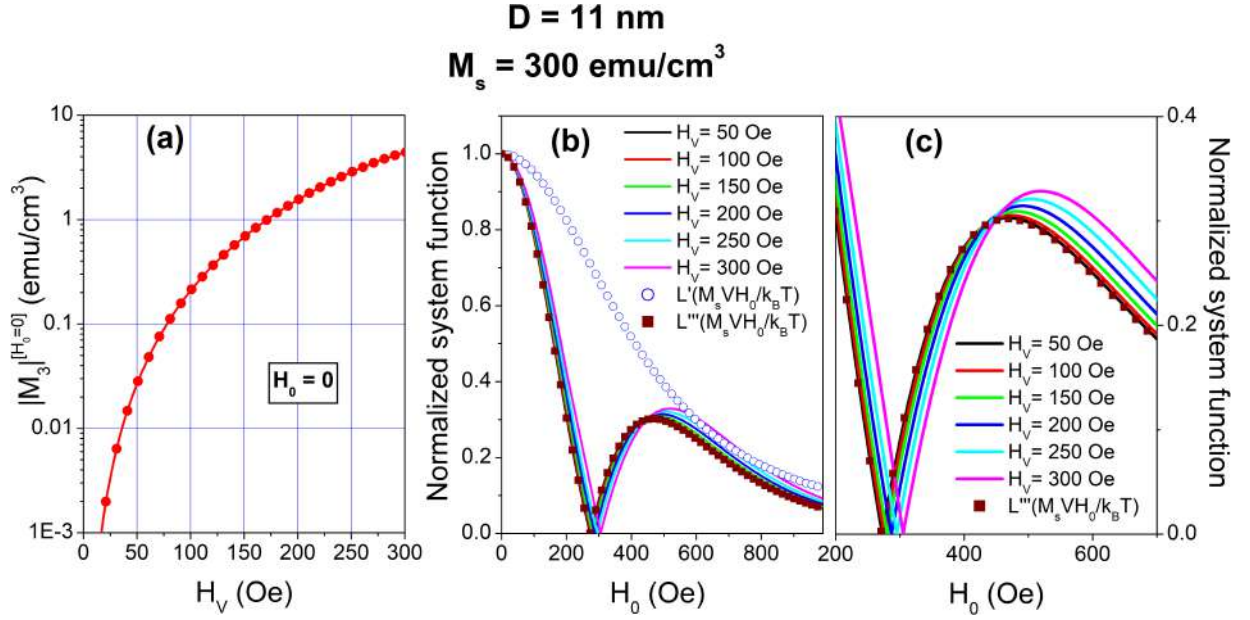 D = 11 nm
M_s = 300 emu/cm^3
(a)
|M_3|^[H_0=0] (emu/cm^3)
10
1
0.1
0.01
1E-3
H_0 = 0
0 50 100 150 200 250 300
H_V (Oe)
(b)
Normalized system function
1.0
0.8
0.6
0.4
0.2
0.0
H_V= 50 Oe
H_V= 100 Oe
H_V= 150 Oe
H_V= 200 Oe
H_V= 250 Oe
H_V= 300 Oe
L'(M_sVH_0/k_BT)
L'''(M_sVH_0/k_BT)
0 200 400 600 800
H_0 (Oe)
(c)
H_V= 50 Oe
H_V= 100 Oe
H_V= 150 Oe
H_V= 200 Oe
H_V= 250 Oe
H_V= 300 Oe
L'''(M_sVH_0/k_BT)
200 400 600
H_0 (Oe)
0.4
0.2
0.0
Normalized system function